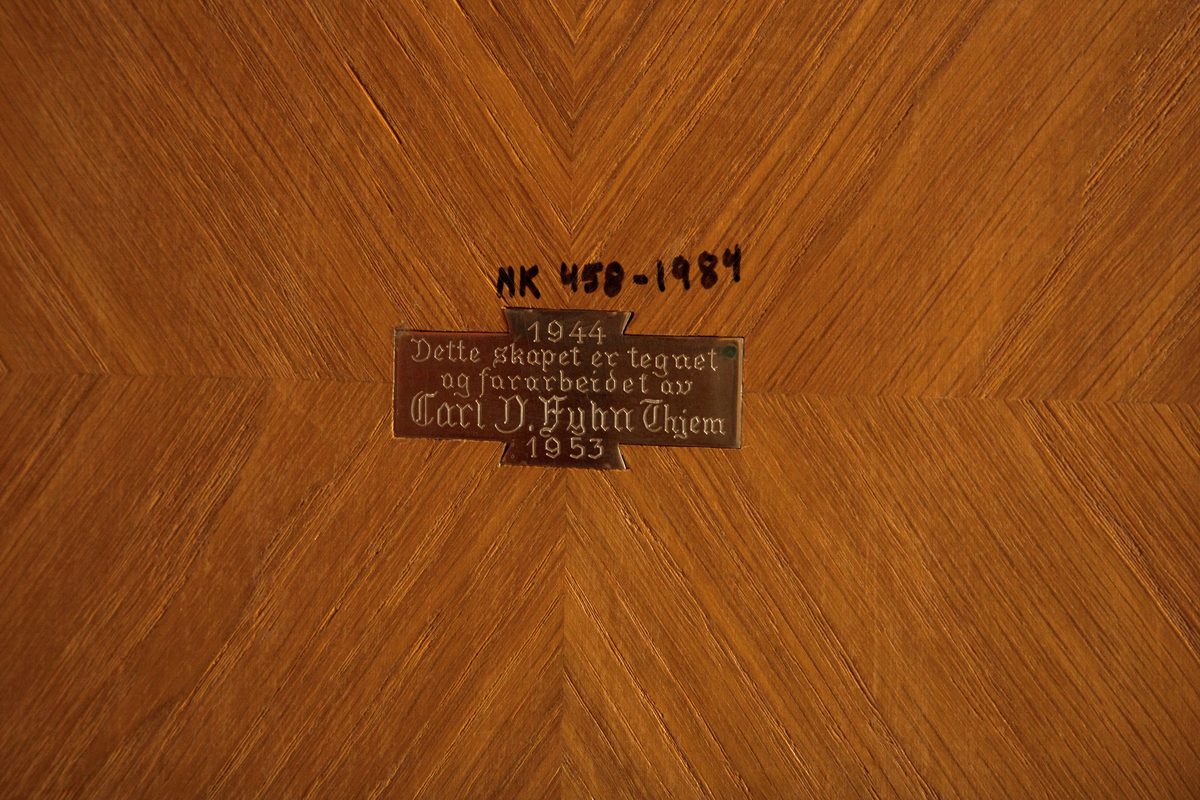 NK 458-1984
1944
Dette skapet er tegnet
og forarbeidet av
Carl D. Fyhn Thjem
1953